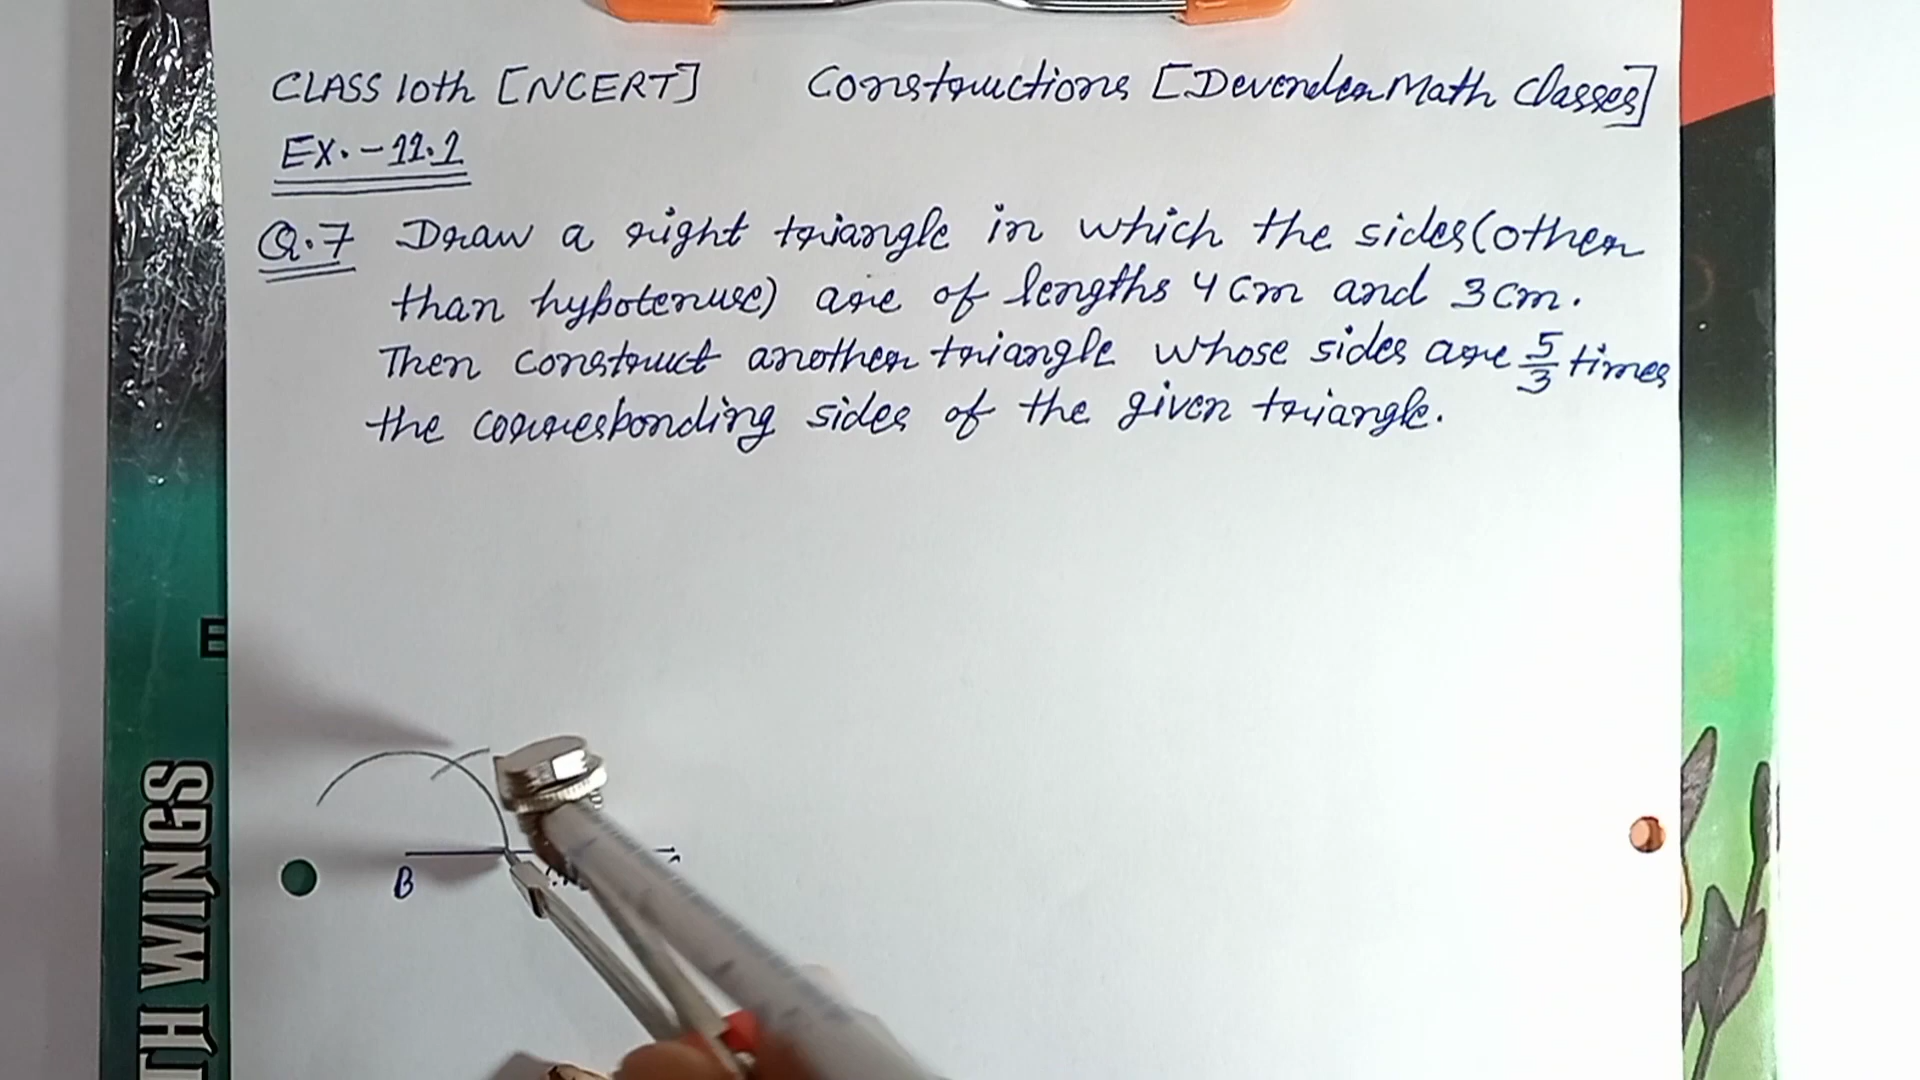 CLASS 10th [NCERT] Constructions [Devender Math Classes]
Ex.-11.1
Q.7 Draw a right triangle in which the sides (other
than hypotenuse) are of lengths 4 cm and 3 cm.
Then construct another triangle whose sides are 5/3 times
the corresponding sides of the given triangle.
B
TH WINGS